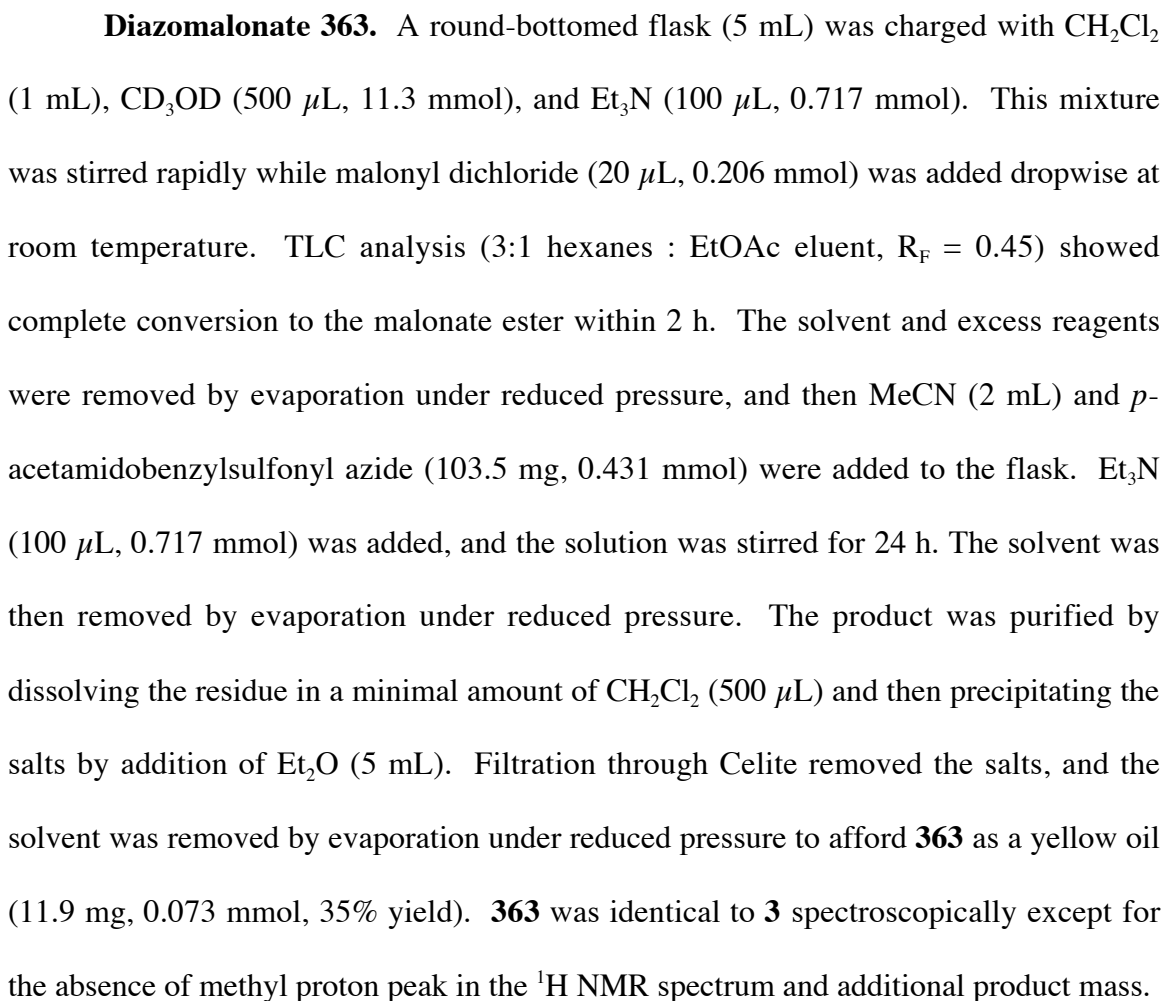 Diazomalonate 363. A round-bottomed flask (5 mL) was charged with CH₂Cl₂
(1 mL), CD₃OD (500 µL, 11.3 mmol), and Et₃N (100 µL, 0.717 mmol). This mixture
was stirred rapidly while malonyl dichloride (20 µL, 0.206 mmol) was added dropwise at
room temperature. TLC analysis (3:1 hexanes : EtOAc eluent, R_F = 0.45) showed
complete conversion to the malonate ester within 2 h. The solvent and excess reagents
were removed by evaporation under reduced pressure, and then MeCN (2 mL) and p-
acetamidobenzylsulfonyl azide (103.5 mg, 0.431 mmol) were added to the flask. Et₃N
(100 µL, 0.717 mmol) was added, and the solution was stirred for 24 h. The solvent was
then removed by evaporation under reduced pressure. The product was purified by
dissolving the residue in a minimal amount of CH₂Cl₂ (500 µL) and then precipitating the
salts by addition of Et₂O (5 mL). Filtration through Celite removed the salts, and the
solvent was removed by evaporation under reduced pressure to afford 363 as a yellow oil
(11.9 mg, 0.073 mmol, 35% yield). 363 was identical to 3 spectroscopically except for
the absence of methyl proton peak in the ¹H NMR spectrum and additional product mass.